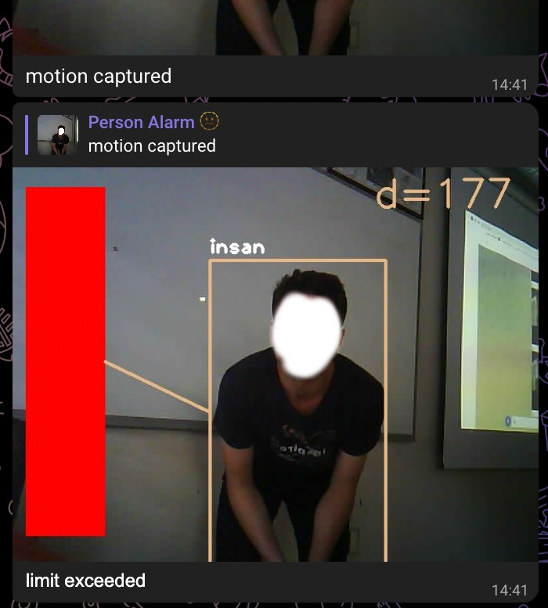 motion captured
14:41
Person Alarm 😐
motion captured
d=177
insan
limit exceeded
14:41